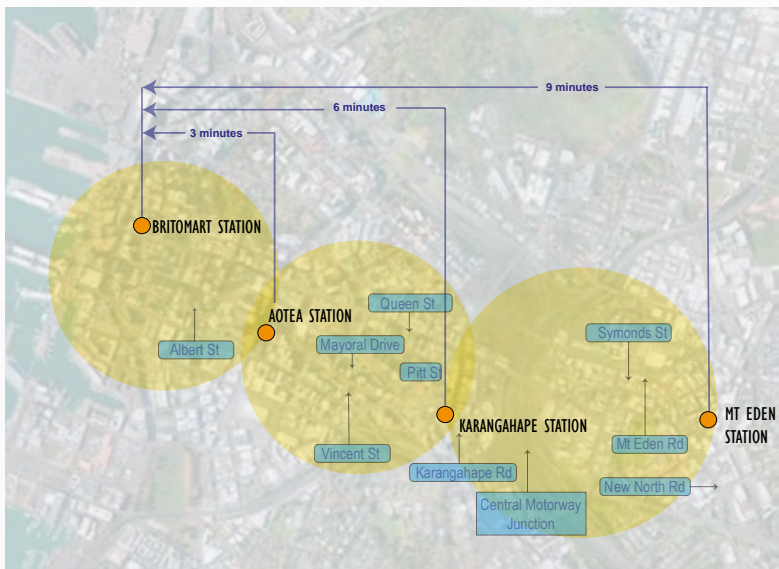 9 minutes
6 minutes
3 minutes
BRITOMART STATION
AOTEA STATION
Queen St
Albert St
Mayoral Drive
Symonds St
Pitt St
KARANGAHAPE STATION
MT EDEN
STATION
Vincent St
Mt Eden Rd
Karangahape Rd
New North Rd
Central Motorway
Junction